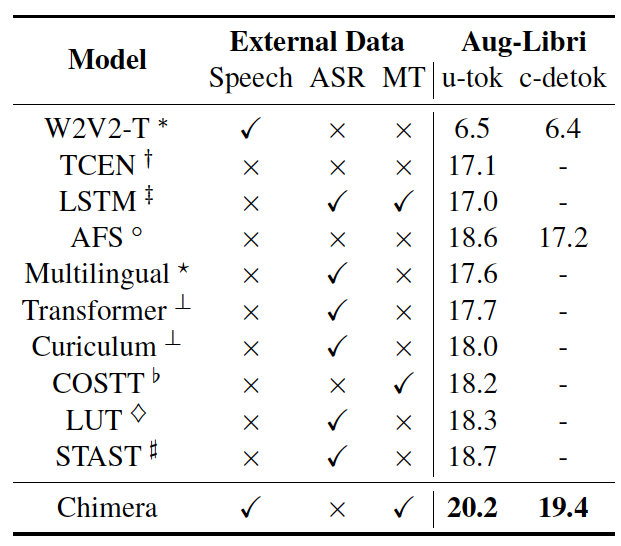 Model External Data Aug-Libri
Speech ASR MT u-tok c-detok
W2V2-T * ✓ × × 6.5 6.4
TCEN † × × × 17.1 -
LSTM ‡ × ✓ ✓ 17.0 -
AFS ° × × × 18.6 17.2
Multilingual ⋆ × ✓ × 17.6 -
Transformer ⊥ × ✓ × 17.7 -
Curiculum ⊥ × ✓ × 18.0 -
COSTT ♭ × × ✓ 18.2 -
LUT ◇ × ✓ × 18.3 -
STAST ♯ × ✓ × 18.7 -
Chimera ✓ × ✓ 20.2 19.4